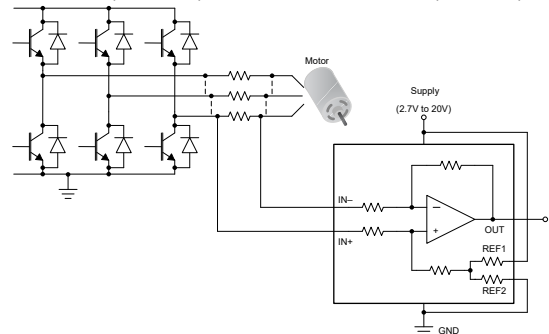 Motor
Supply
(2.7V to 20V)
IN–
IN+
–
+
OUT
REF1
REF2
GND